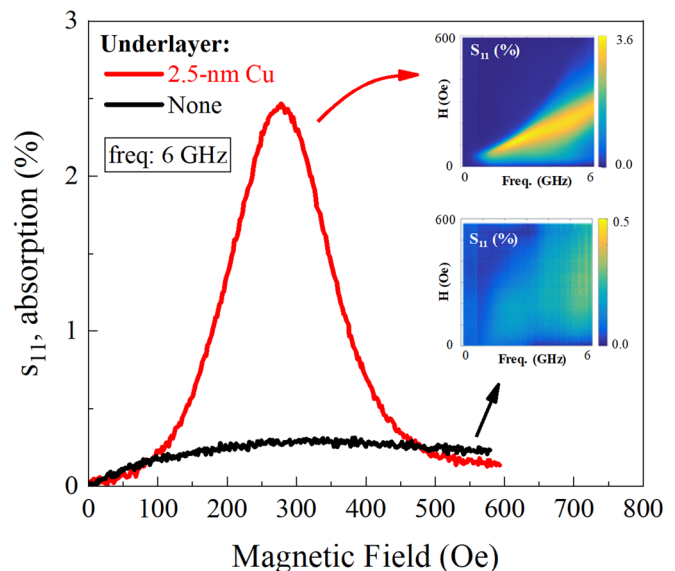 3%
Underlayer:
2.5-nm Cu
None
freq: 6 GHz
s₁₁, absorption (%)
3
2
1
0
0 100 200 300 400 500 600 700 800
Magnetic Field (Oe)
S₁₁ (%)
600
0
H (Oe)
0 6
Freq. (GHz)
3.6
0.0
S₁₁ (%)
600
0
H (Oe)
0 6
Freq. (GHz)
0.5
0.0